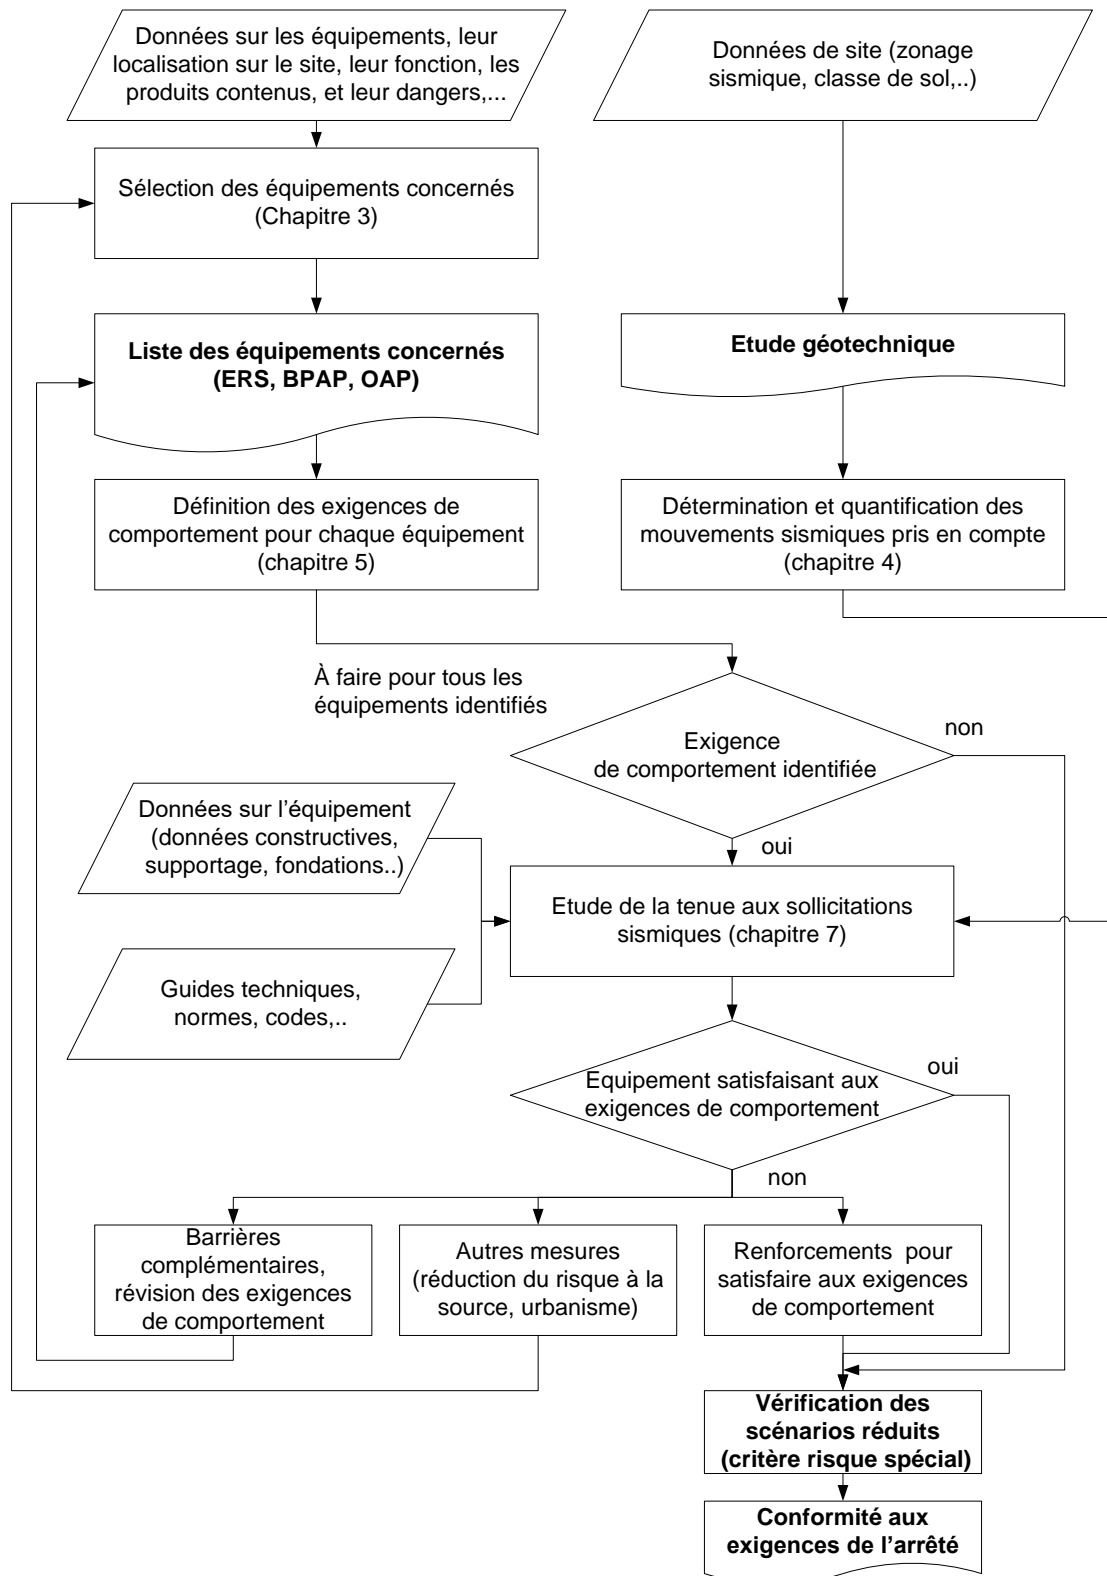 Données sur les équipements, leur
localisation sur le site, leur fonction, les
produits contenus, et leur dangers,...
Données de site (zonage
sismique, classe de sol,..)
Sélection des équipements concernés
(Chapitre 3)
Liste des équipements concernés
(ERS, BPAP, OAP)
Etude géotechnique
Définition des exigences de
comportement pour chaque équipement
(chapitre 5)
Détermination et quantification des
mouvements sismiques pris en compte
(chapitre 4)
À faire pour tous les
équipements identifiés
Exigence
de comportement identifiée
non
oui
Données sur l'équipement
(données constructives,
supportage, fondations..)
Etude de la tenue aux sollicitations
sismiques (chapitre 7)
Guides techniques,
normes, codes,..
Equipement satisfaisant aux
exigences de comportement
oui
non
Barrières
complémentaires,
révision des exigences
de comportement
Autres mesures
(réduction du risque à la
source, urbanisme)
Renforcements pour
satisfaire aux exigences
de comportement
Vérification des
scénarios réduits
(critère risque spécial)
Conformité aux
exigences de l'arrêté